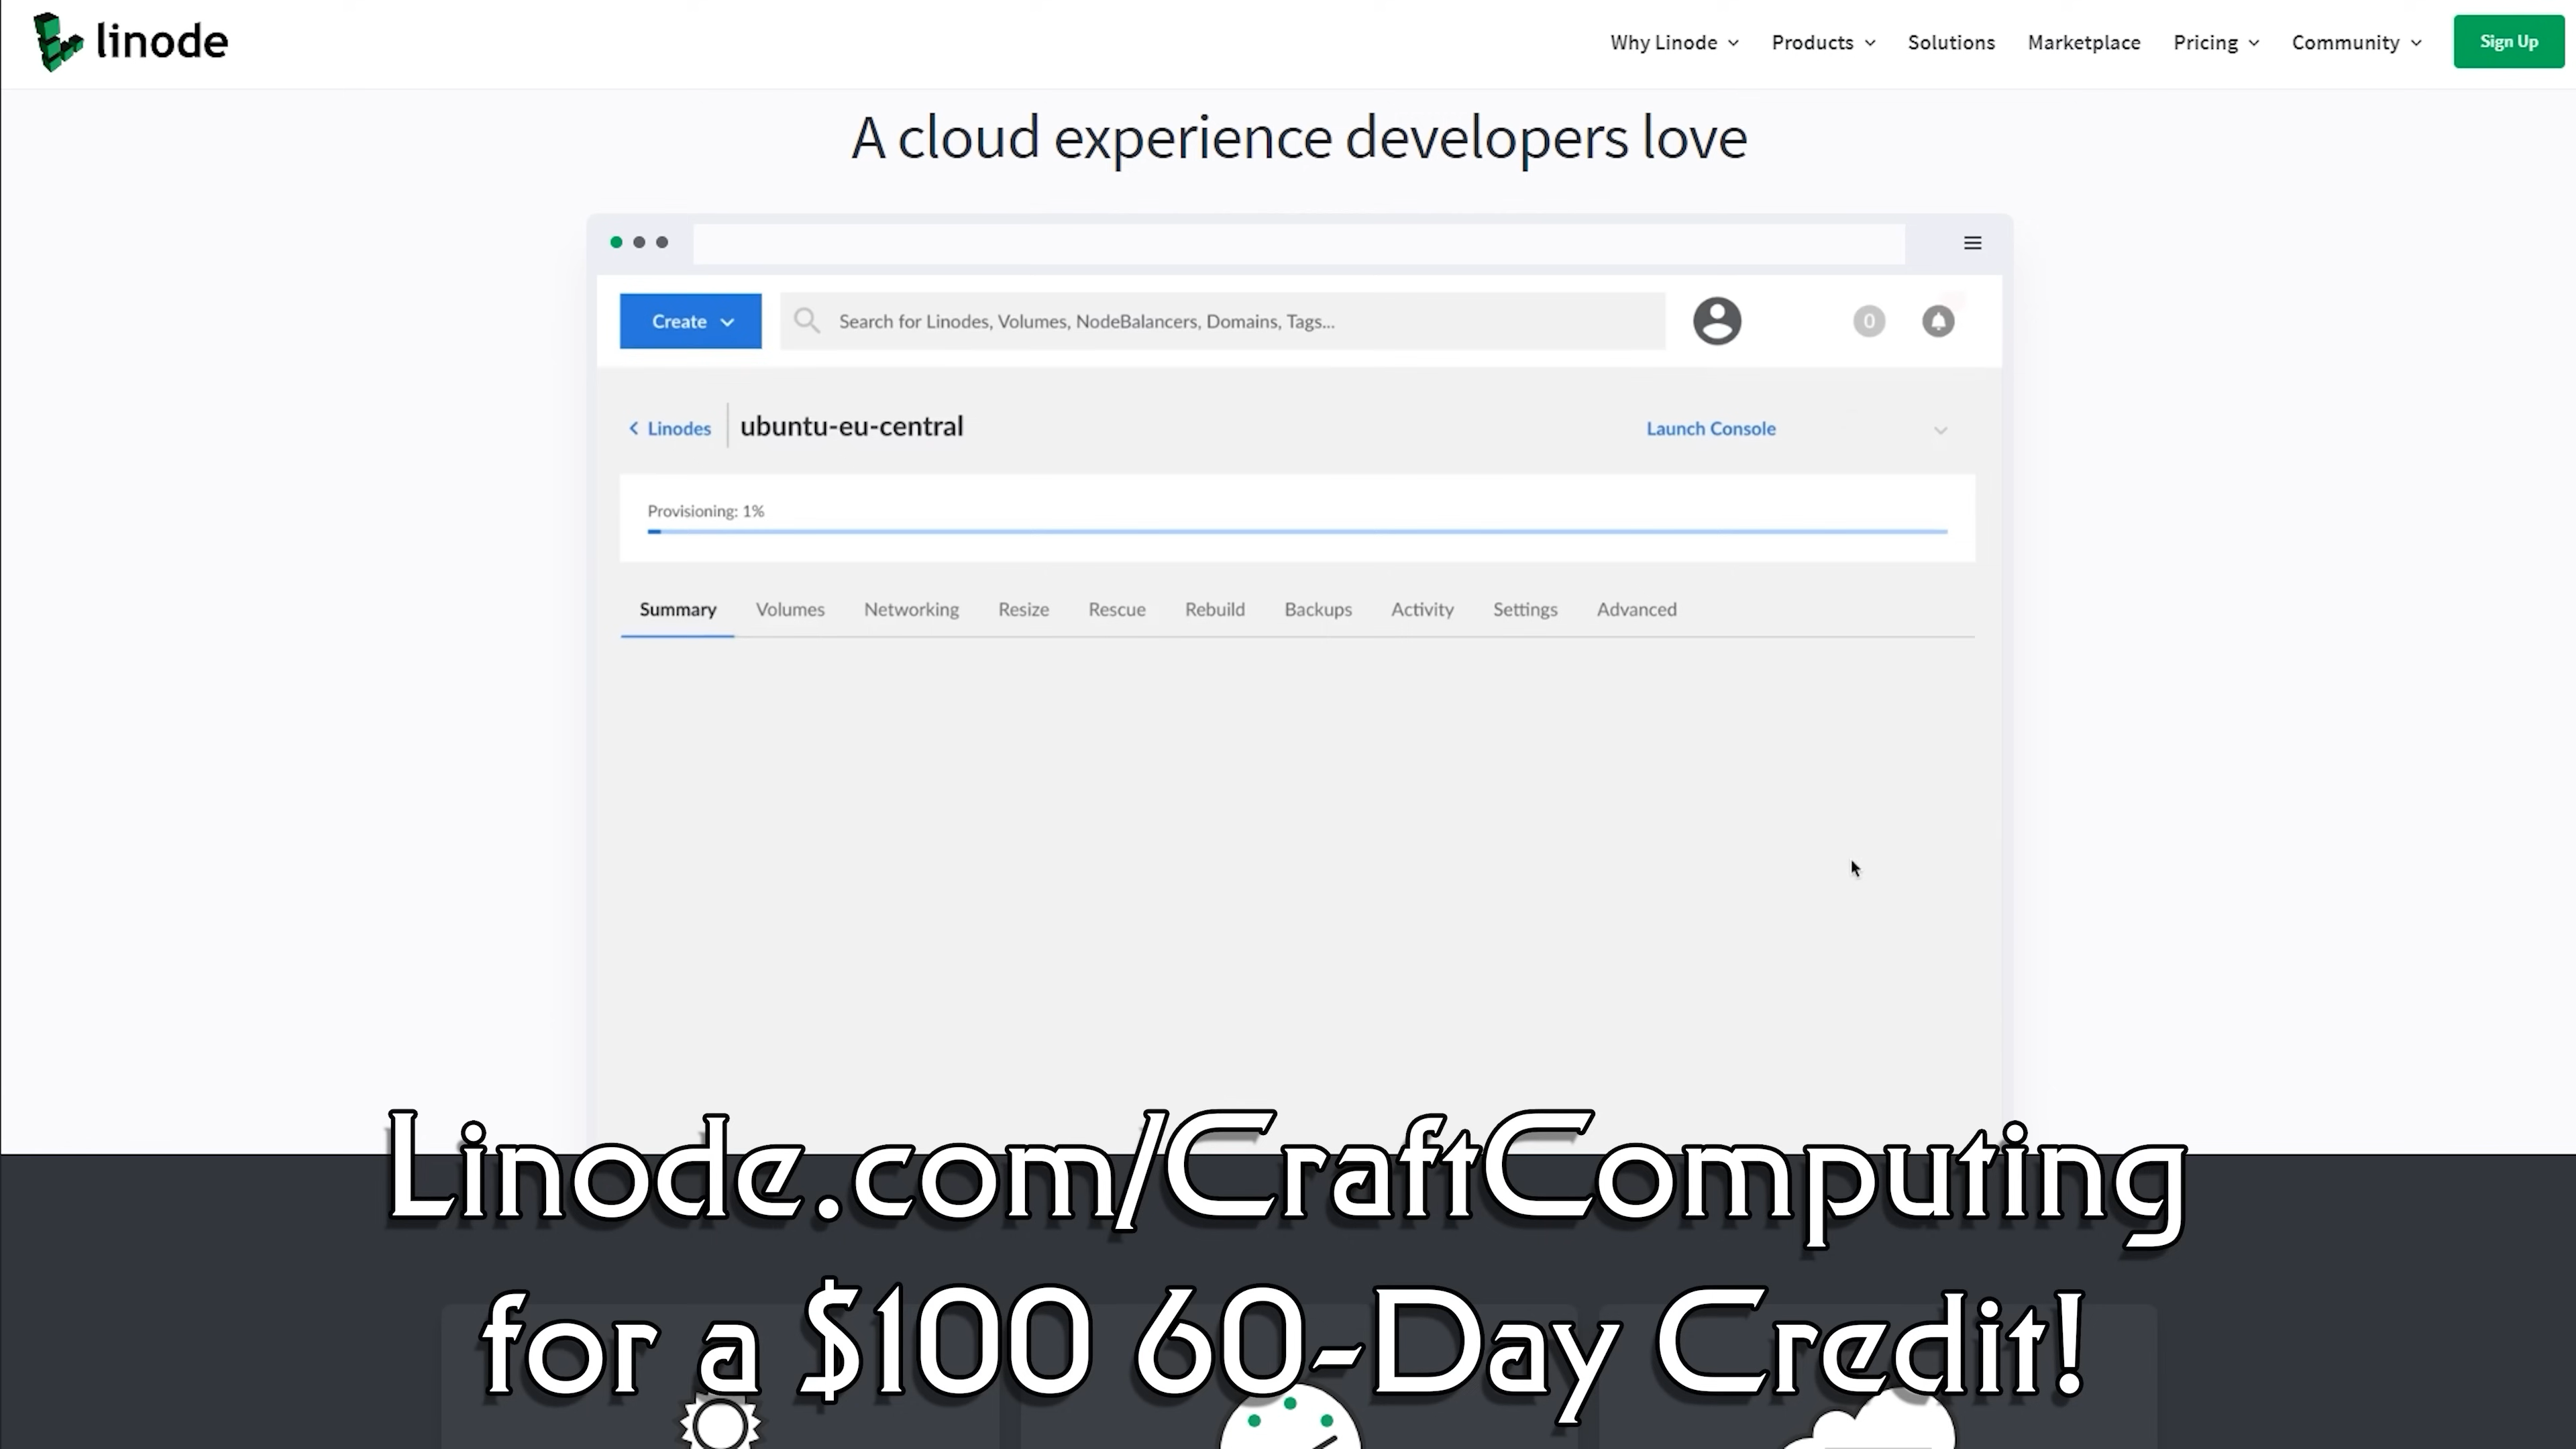 linode
Why Linode
Products
Solutions
Marketplace
Pricing
Community
Sign Up
A cloud experience developers love
Create
Search for Linodes, Volumes, NodeBalancers, Domains, Tags...
0
Linodes
ubuntu-eu-central
Launch Console
Provisioning: 1%
Summary
Volumes
Networking
Resize
Rescue
Rebuild
Backups
Activity
Settings
Advanced
Linode.com/CraftComputing
for a $100 60-Day Credit!